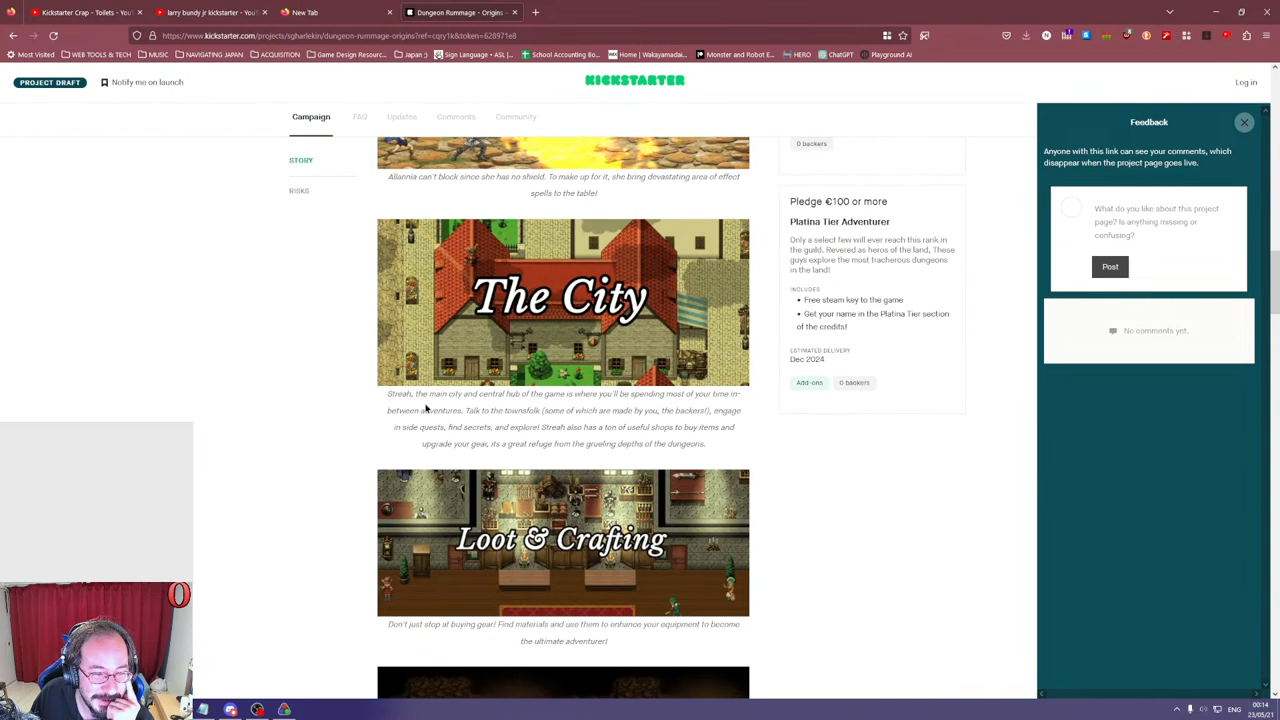 Kickstarter Crap - Toilets - You
larry bundy jr kickstarter - YouT
New Tab
Dungeon Rummage - Origins —
https://www.kickstarter.com/projects/sgharlekin/dungeon-rummage-origins?ref=cqry1k&token=628971e8
Most Visited
WEB TOOLS & TECH
MUSIC
NAVIGATING JAPAN
ACQUISITION
Game Design Resourc...
Japan ;)
Sign Language • ASL |...
School Accounting Bo...
Home | Wakayamadai...
Monster and Robot E...
HERO
ChatGPT
Playground AI
PROJECT DRAFT
Notify me on launch
KICKSTARTER
Log in
Campaign
FAQ
Updates
Comments
Community
STORY
RISKS
Allannia can't block since she has no shield. To make up for it, she bring devastating area of effect
spells to the table!
The City
Streah, the main city and central hub of the game is where you'll be spending most of your time in-
between adventures. Talk to the townsfolk (some of which are made by you, the backers!), engage
in side quests, find secrets, and explore! Streah also has a ton of useful shops to buy items and
upgrade your gear, its a great refuge from the grueling depths of the dungeons.
Loot & Crafting
Don't just stop at buying gear! Find materials and use them to enhance your equipment to become
the ultimate adventurer!
0 backers
Pledge €100 or more
Platina Tier Adventurer
Only a select few will ever reach this rank in
the guild. Revered as heros of the land, These
guys explore the most tracherous dungeons
in the land!
INCLUDES
• Free steam key to the game
• Get your name in the Platina Tier section
of the credits!
ESTIMATED DELIVERY
Dec 2024
Add-ons
0 backers
Feedback
Anyone with this link can see your comments, which
disappear when the project page goes live.
What do you like about this project
page? Is anything missing or
confusing?
Post
No comments yet.
0
ENG
00:14
23/05/21